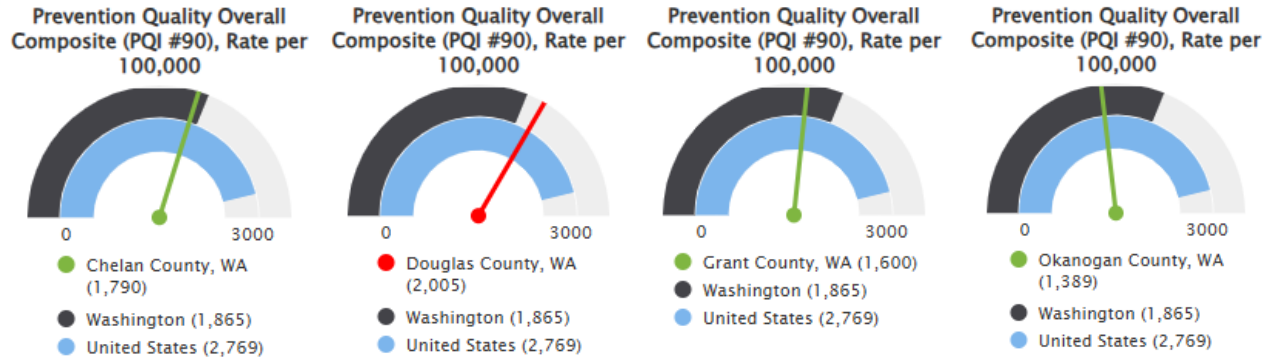 Prevention Quality Overall
Composite (PQI #90), Rate per
100,000
0
3000
Chelan County, WA
(1,790)
Washington (1,865)
United States (2,769)
Prevention Quality Overall
Composite (PQI #90), Rate per
100,000
0
3000
Douglas County, WA
(2,005)
Washington (1,865)
United States (2,769)
Prevention Quality Overall
Composite (PQI #90), Rate per
100,000
0
3000
Grant County, WA (1,600)
Washington (1,865)
United States (2,769)
Prevention Quality Overall
Composite (PQI #90), Rate per
100,000
0
3000
Okanogan County, WA
(1,389)
Washington (1,865)
United States (2,769)